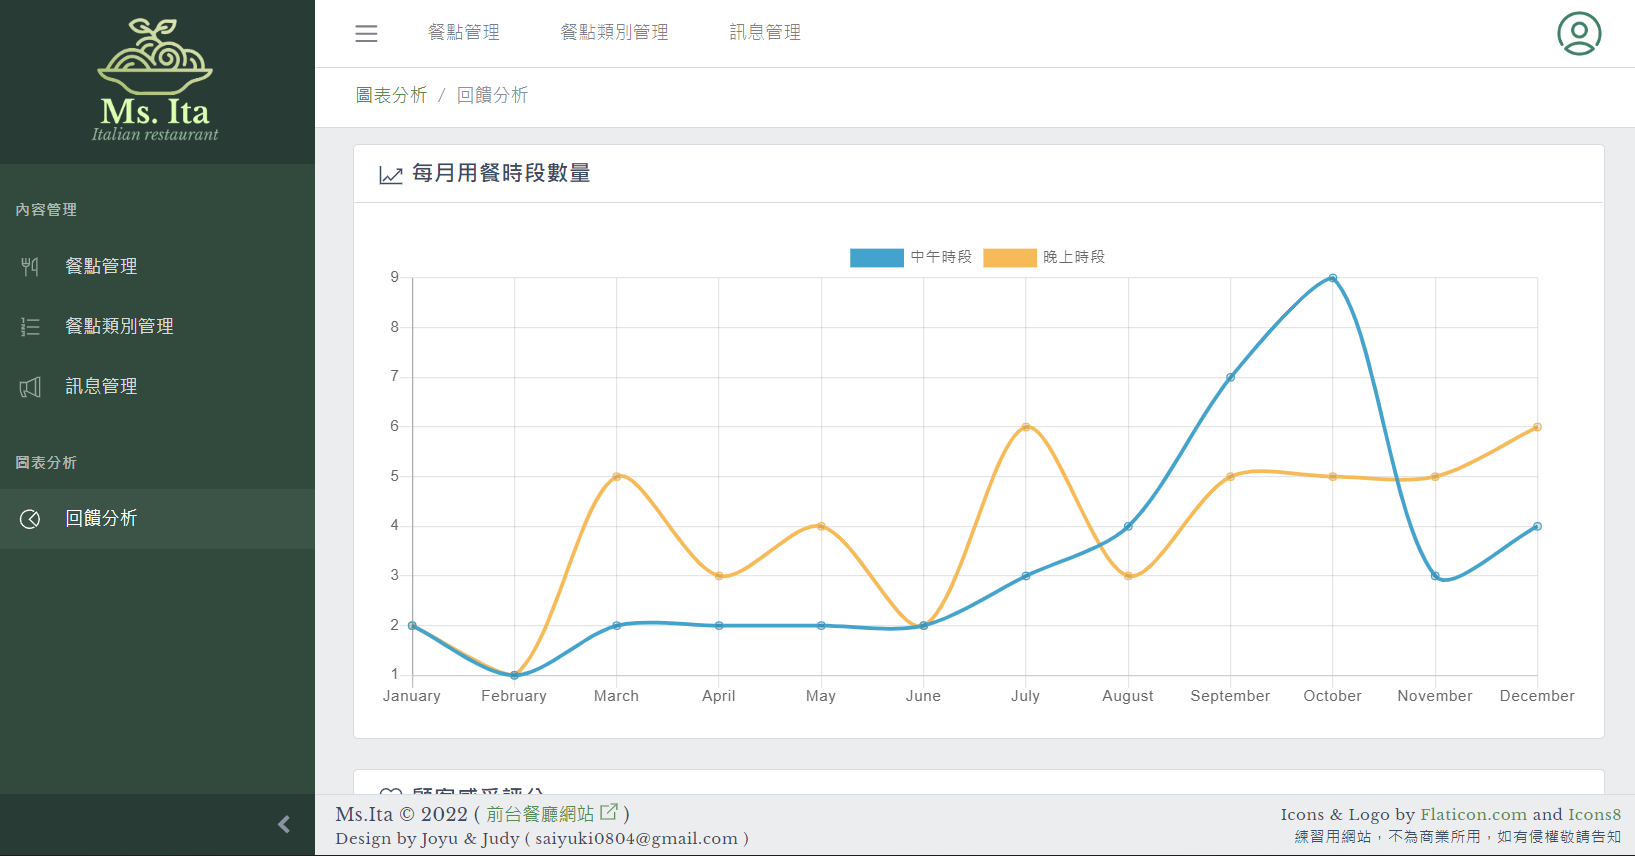 Ms. Ita
Italian restaurant
內容管理
餐點管理
餐點類別管理
訊息管理
圖表分析
回饋分析
餐點管理 餐點類別管理 訊息管理
圖表分析 / 回饋分析
每月用餐時段數量
中午時段 晚上時段
9
8
7
6
5
4
3
2
1
January February March April May June July August September October November December
顧客感受評分
Ms.Ita © 2022 ( 前台餐廳網站 )
Design by Joyu & Judy ( saiyuki0804@gmail.com )
Icons & Logo by Flaticon.com and Icons8
練習用網站，不為商業所用，如有侵權敬請告知